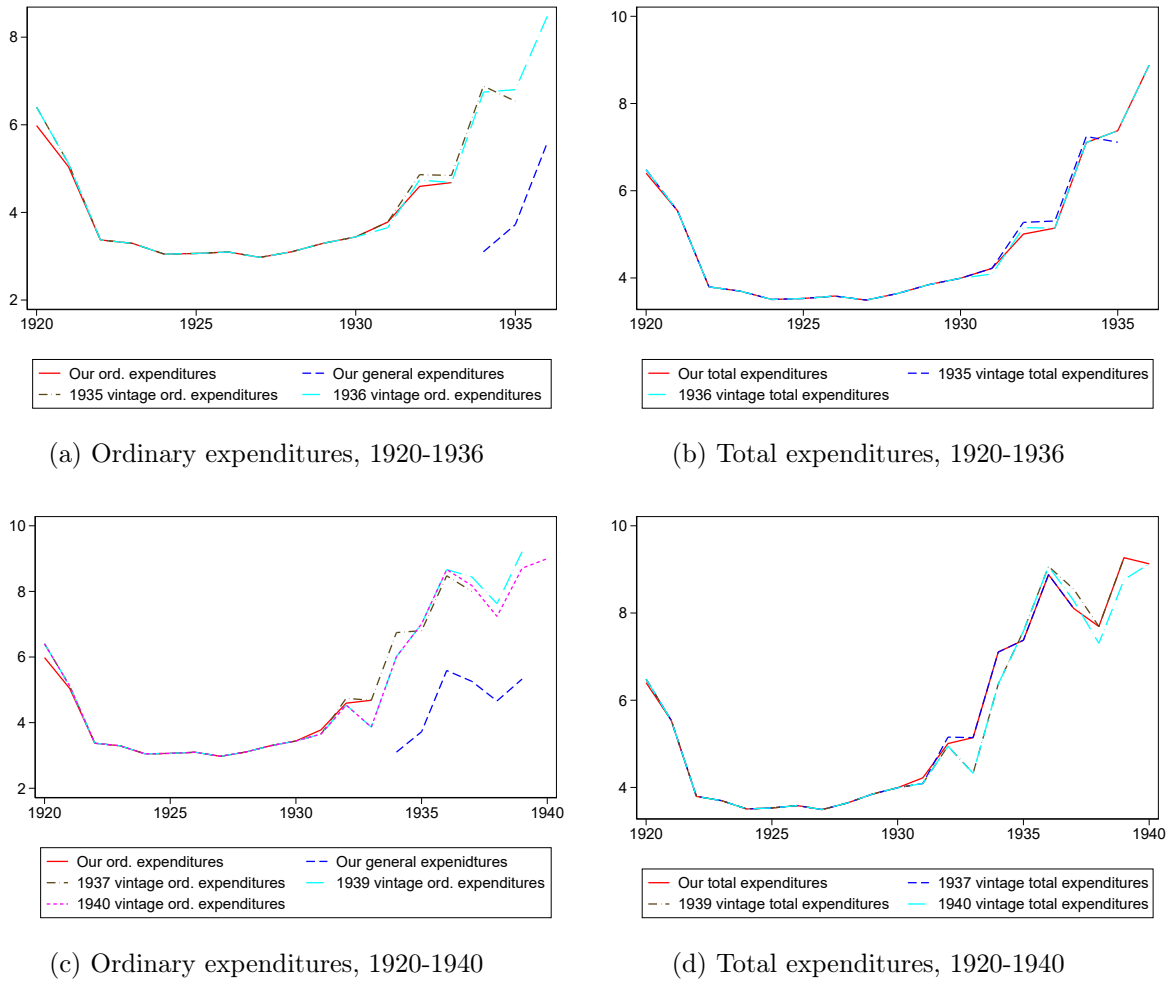 8
6
4
2
1920 1925 1930 1935
Our ord. expenditures Our general expenditures
1935 vintage ord. expenditures 1936 vintage ord. expenditures
(a) Ordinary expenditures, 1920-1936
10
8
6
4
1920 1925 1930 1935
Our total expenditures 1935 vintage total expenditures
1936 vintage total expenditures
(b) Total expenditures, 1920-1936
10
8
6
4
2
1920 1925 1930 1935 1940
Our ord. expenditures Our general expenidtures
1937 vintage ord. expenditures 1939 vintage ord. expenditures
1940 vintage ord. expenditures
(c) Ordinary expenditures, 1920-1940
10
8
6
4
1920 1925 1930 1935 1940
Our total expenditures 1937 vintage total expenditures
1939 vintage total expenditures 1940 vintage total expenditures
(d) Total expenditures, 1920-1940